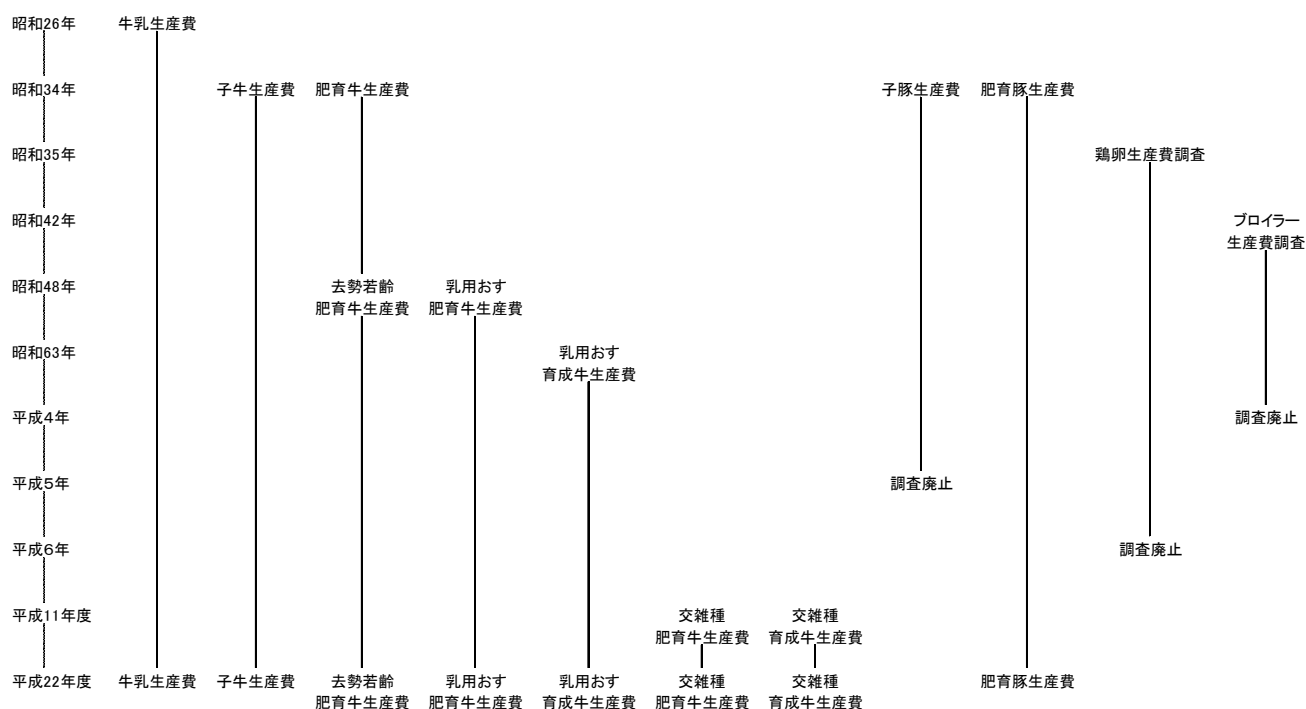 昭和26年 牛乳生産費
昭和34年 子牛生産費 肥育牛生産費 子豚生産費 肥育豚生産費
昭和35年 鶏卵生産費調査
昭和42年 ブロイラー
生産費調査
昭和48年 去勢若齢 乳用おす
肥育牛生産費 肥育牛生産費
昭和63年 乳用おす
育成牛生産費
平成4年 調査廃止
平成5年 調査廃止
平成6年 調査廃止
平成11年度 交雑種 交雑種
肥育牛生産費 育成牛生産費
平成22年度 牛乳生産費 子牛生産費 去勢若齢 乳用おす 乳用おす 交雑種 交雑種 肥育豚生産費
肥育牛生産費 肥育牛生産費 育成牛生産費 肥育牛生産費 育成牛生産費